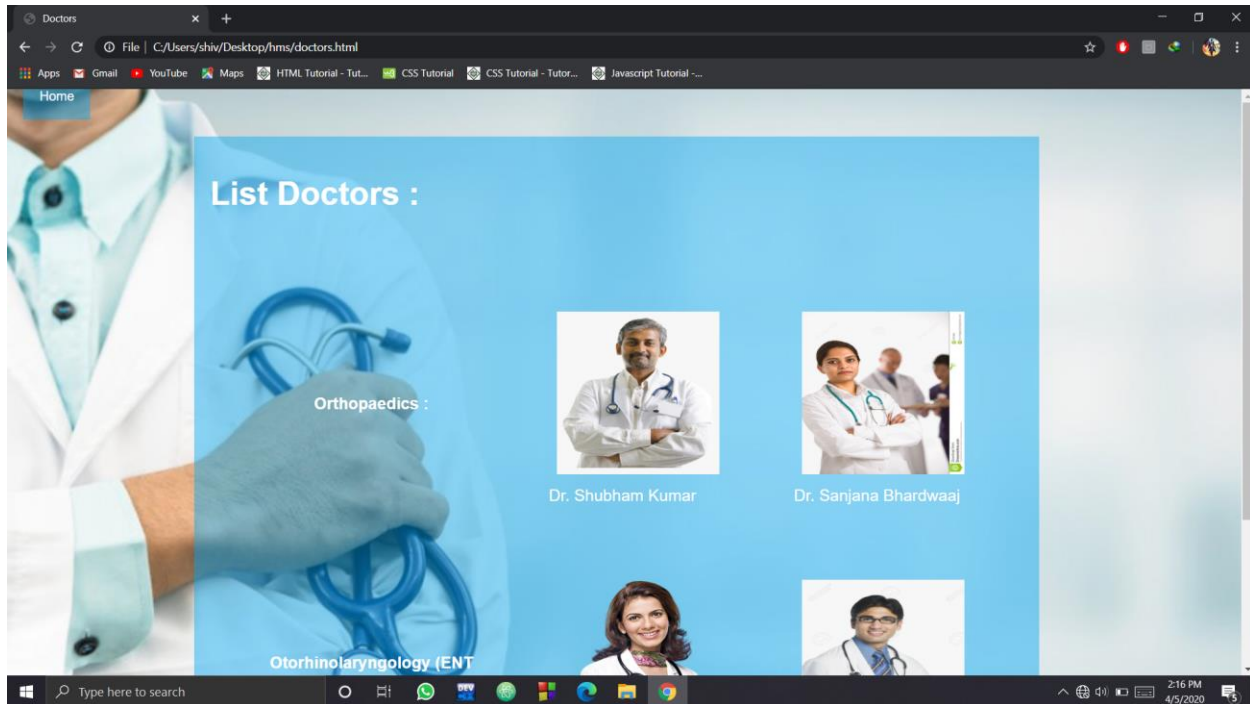 Doctors
File | C:/Users/shiv/Desktop/hms/doctors.html
Apps Gmail YouTube Maps HTML Tutorial - Tut... CSS Tutorial CSS Tutorial - Tutor... Javascript Tutorial -...
Home
List Doctors :
Orthopaedics :
Dr. Shubham Kumar
Dr. Sanjana Bhardwaaj
Otorhinolaryngology (ENT
Type here to search
DEV
2:16 PM
4/5/2020
5